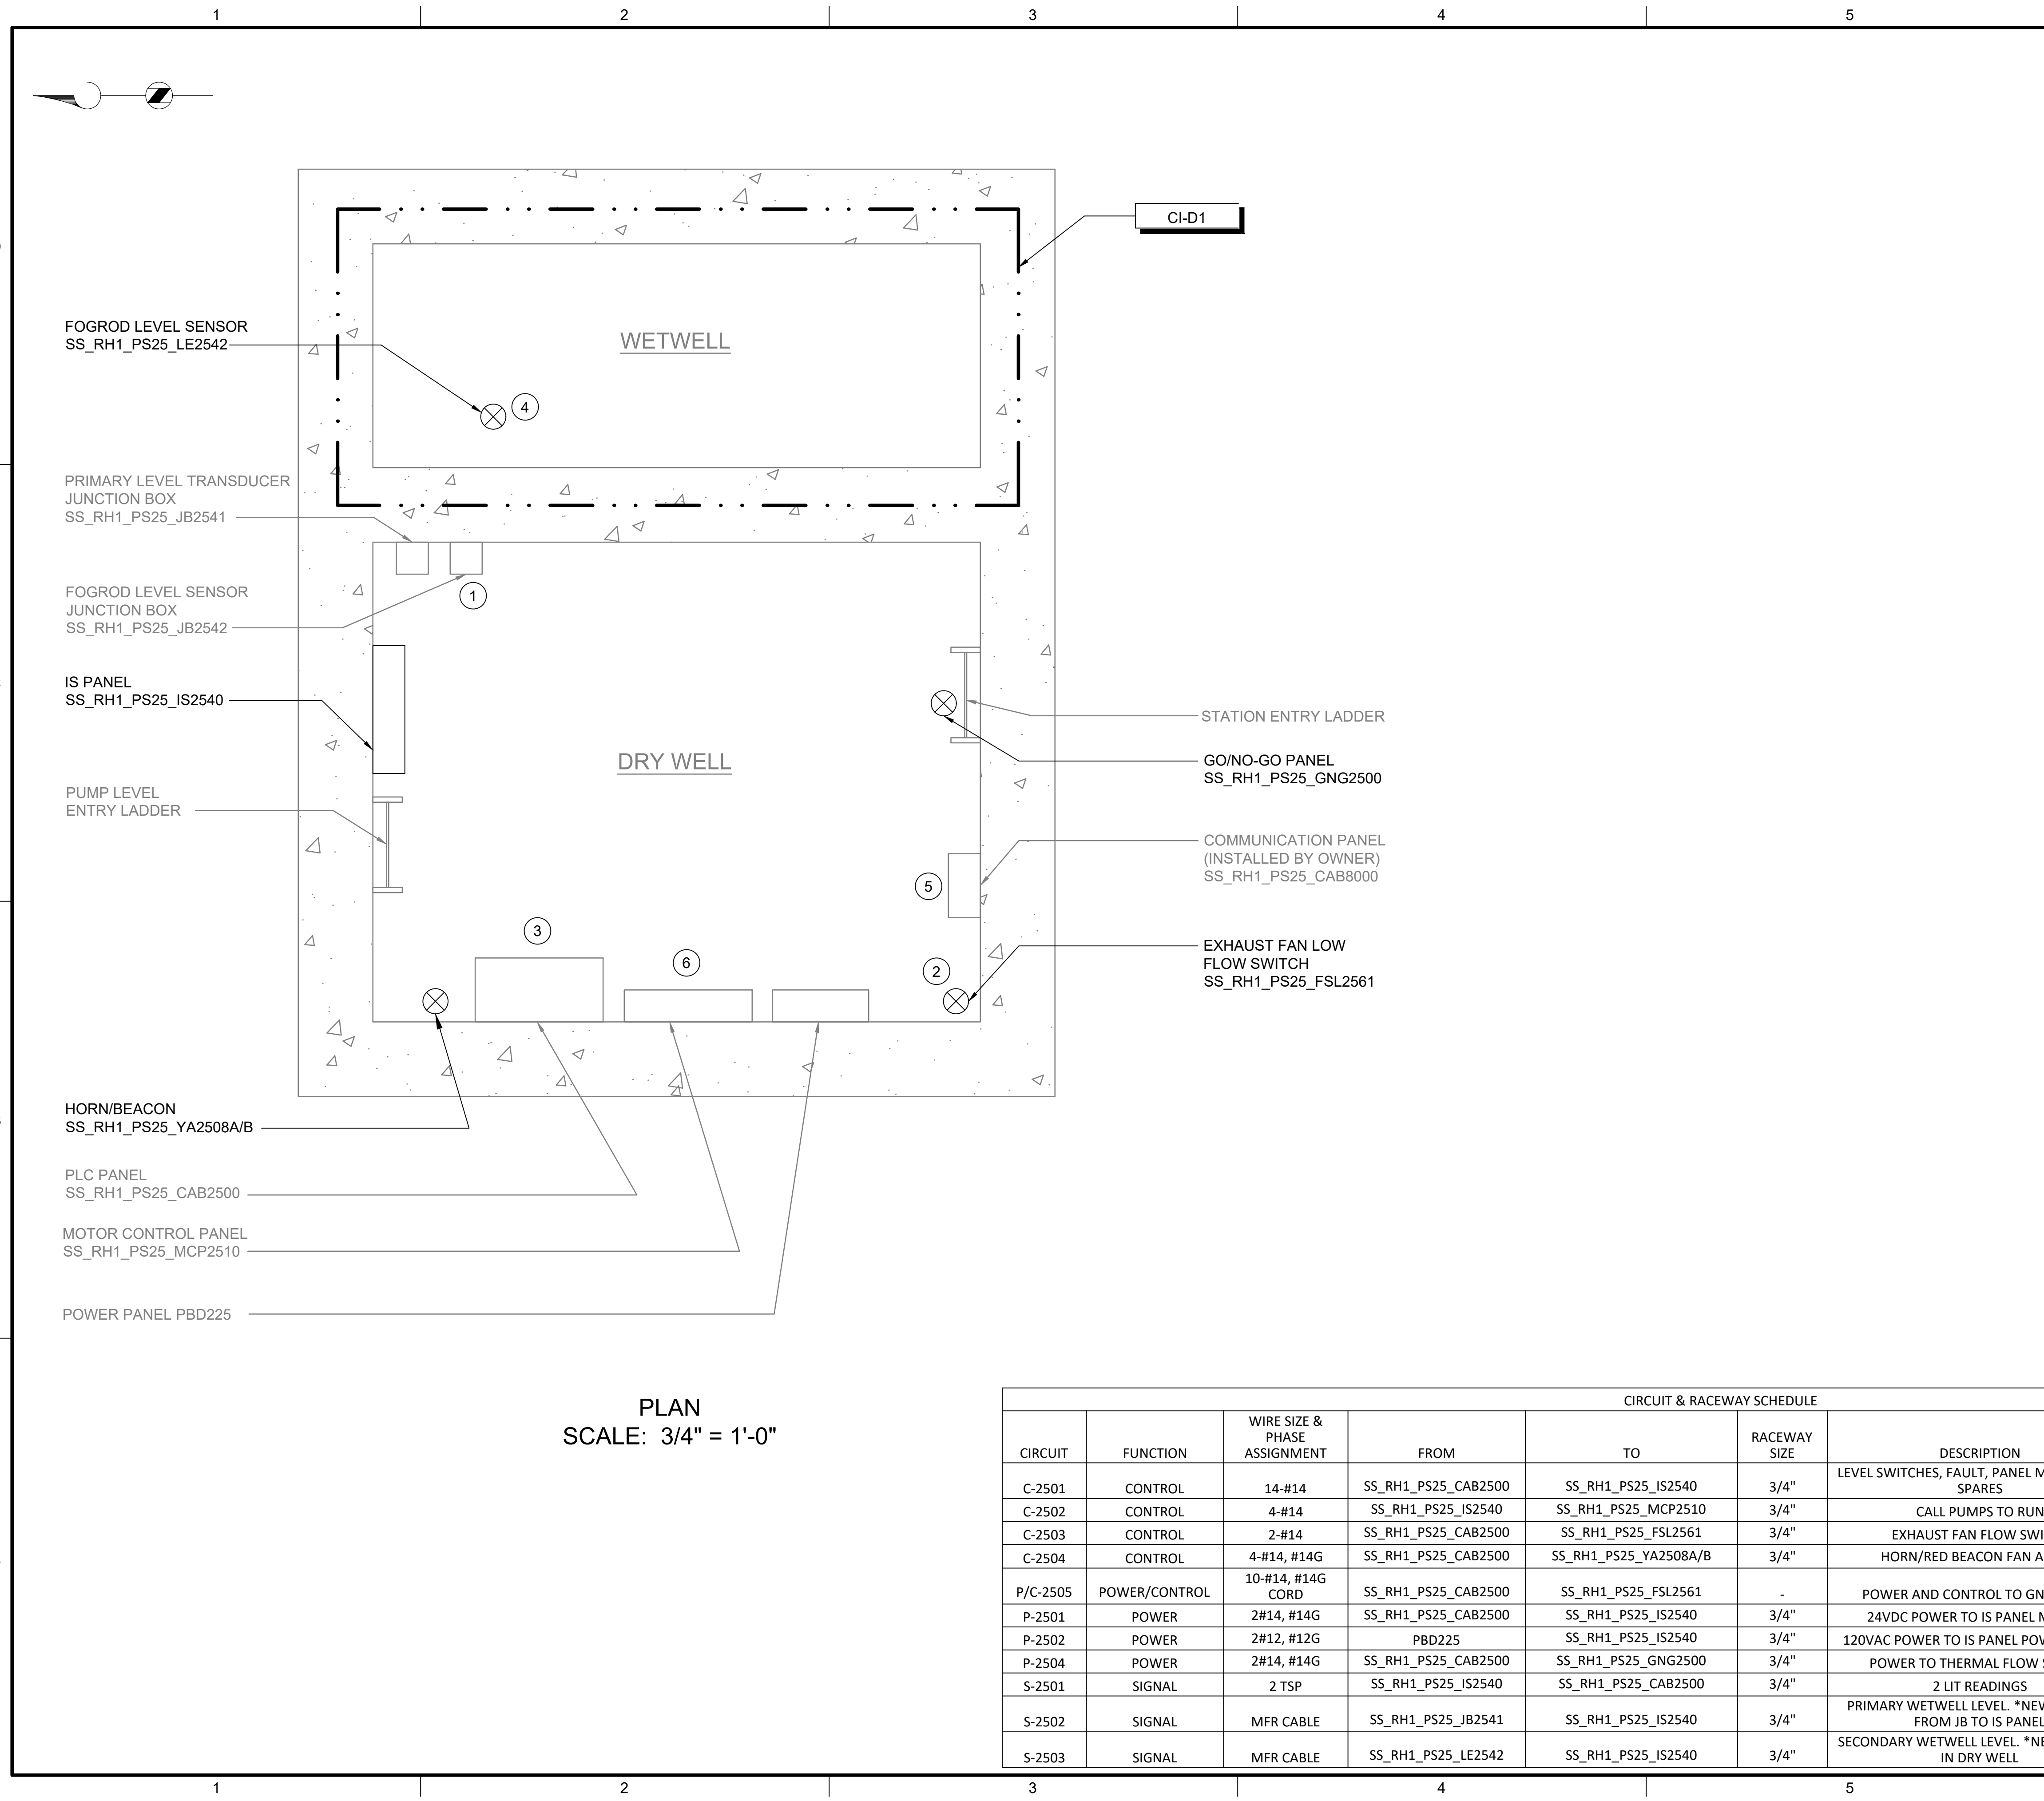 1 2 3 4 5
CI-D1
FOGROD LEVEL SENSOR
SS_RH1_PS25_LE2542
WETWELL
4
PRIMARY LEVEL TRANSDUCER
JUNCTION BOX
SS_RH1_PS25_JB2541
FOGROD LEVEL SENSOR
JUNCTION BOX
SS_RH1_PS25_JB2542
1
IS PANEL
SS_RH1_PS25_IS2540
STATION ENTRY LADDER
DRY WELL
GO/NO-GO PANEL
SS_RH1_PS25_GNG2500
PUMP LEVEL
ENTRY LADDER
COMMUNICATION PANEL
(INSTALLED BY OWNER)
SS_RH1_PS25_CAB8000
5
3
6
2
EXHAUST FAN LOW
FLOW SWITCH
SS_RH1_PS25_FSL2561
HORN/BEACON
SS_RH1_PS25_YA2508A/B
PLC PANEL
SS_RH1_PS25_CAB2500
MOTOR CONTROL PANEL
SS_RH1_PS25_MCP2510
POWER PANEL PBD225
PLAN
SCALE: 3/4" = 1'-0"
CIRCUIT & RACEWAY SCHEDULE
CIRCUIT FUNCTION WIRE SIZE & PHASE ASSIGNMENT FROM TO RACEWAY SIZE DESCRIPTION
C-2501 CONTROL 14-#14 SS_RH1_PS25_CAB2500 SS_RH1_PS25_IS2540 3/4" LEVEL SWITCHES, FAULT, PANEL M SPARES
C-2502 CONTROL 4-#14 SS_RH1_PS25_IS2540 SS_RH1_PS25_MCP2510 3/4" CALL PUMPS TO RUN
C-2503 CONTROL 2-#14 SS_RH1_PS25_CAB2500 SS_RH1_PS25_FSL2561 3/4" EXHAUST FAN FLOW SWI
C-2504 CONTROL 4-#14, #14G SS_RH1_PS25_CAB2500 SS_RH1_PS25_YA2508A/B 3/4" HORN/RED BEACON FAN A
P/C-2505 POWER/CONTROL 10-#14, #14G CORD SS_RH1_PS25_CAB2500 SS_RH1_PS25_FSL2561 - POWER AND CONTROL TO GN
P-2501 POWER 2#14, #14G SS_RH1_PS25_CAB2500 SS_RH1_PS25_IS2540 3/4" 24VDC POWER TO IS PANEL M
P-2502 POWER 2#12, #12G PBD225 SS_RH1_PS25_IS2540 3/4" 120VAC POWER TO IS PANEL POW
P-2504 POWER 2#14, #14G SS_RH1_PS25_CAB2500 SS_RH1_PS25_GNG2500 3/4" POWER TO THERMAL FLOW S
S-2501 SIGNAL 2 TSP SS_RH1_PS25_IS2540 SS_RH1_PS25_CAB2500 3/4" 2 LIT READINGS
S-2502 SIGNAL MFR CABLE SS_RH1_PS25_JB2541 SS_RH1_PS25_IS2540 3/4" PRIMARY WETWELL LEVEL. *NEW FROM JB TO IS PANEL
S-2503 SIGNAL MFR CABLE SS_RH1_PS25_LE2542 SS_RH1_PS25_IS2540 3/4" SECONDARY WETWELL LEVEL. *NE IN DRY WELL
1 2 3 4 5